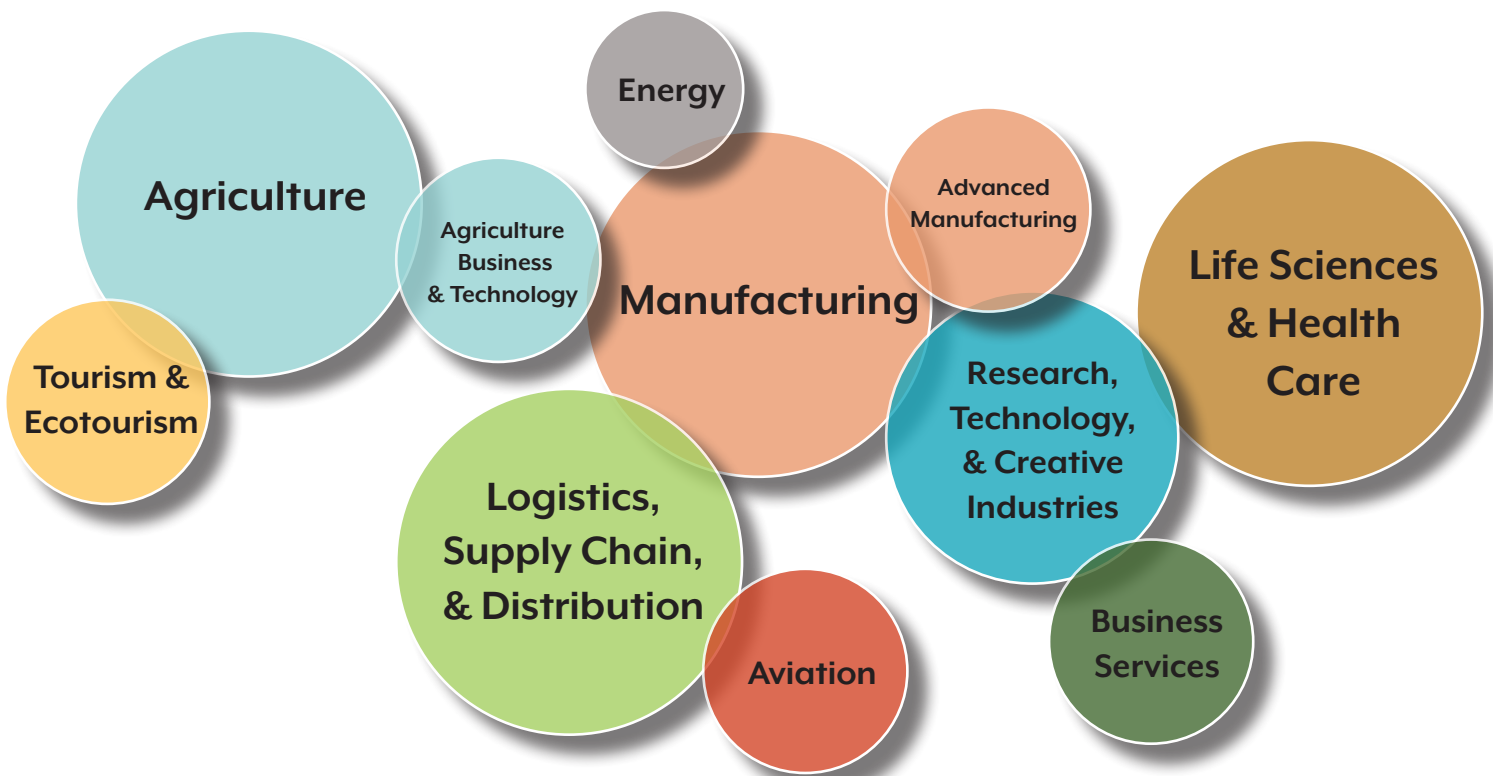 Agriculture
Agriculture
Business
& Technology
Tourism &
Ecotourism
Energy
Manufacturing
Advanced
Manufacturing
Life Sciences
& Health
Care
Research,
Technology,
& Creative
Industries
Logistics,
Supply Chain,
& Distribution
Aviation
Business
Services